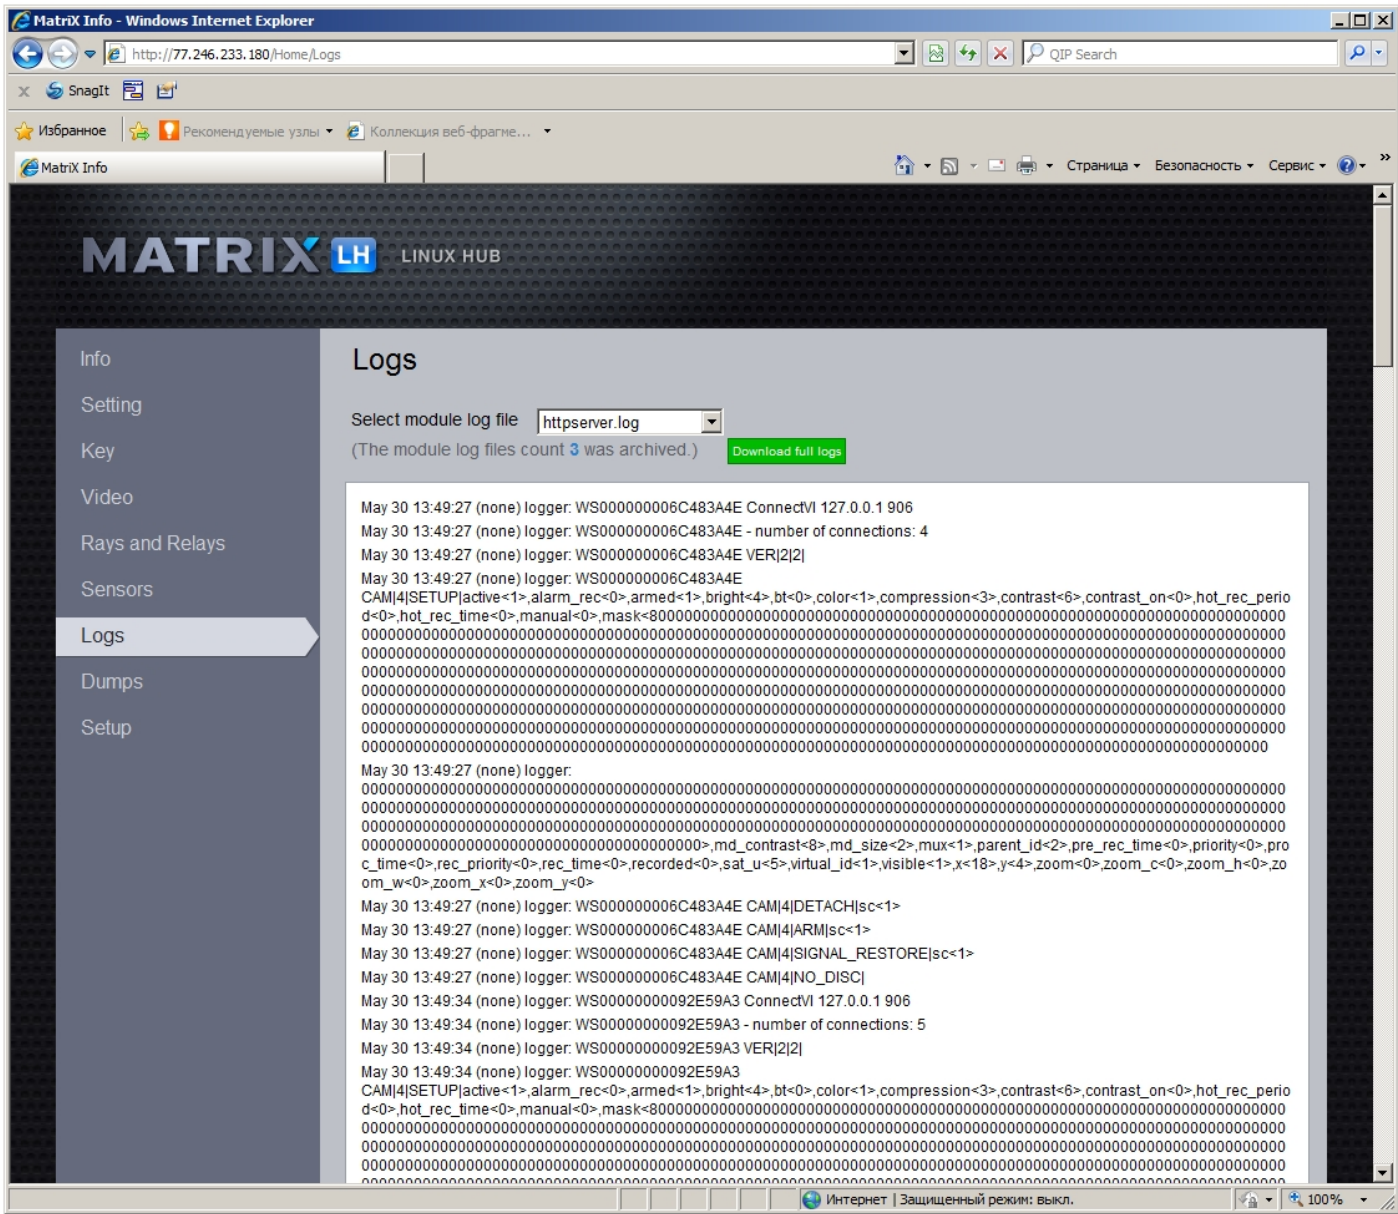 MatriX Info - Windows Internet Explorer
http://77.246.233.180/Home/Logs
QIP Search
x SnagIt
Избранное Рекомендуемые узлы Коллекция веб-фрагме...
MatriX Info
Страница Безопасность Сервис »
MATRIX LH LINUX HUB
Info
Setting
Key
Video
Rays and Relays
Sensors
Logs
Dumps
Setup
Logs
Select module log file httpserver.log
(The module log files count 3 was archived.) Download full logs
May 30 13:49:27 (none) logger: WS000000006C483A4E ConnectVI 127.0.0.1 906
May 30 13:49:27 (none) logger: WS000000006C483A4E - number of connections: 4
May 30 13:49:27 (none) logger: WS000000006C483A4E VER|2|2|
May 30 13:49:27 (none) logger: WS000000006C483A4E
CAM|4|SETUP|active<1>,alarm_rec<0>,armed<1>,bright<4>,bt<0>,color<1>,compression<3>,contrast<6>,contrast_on<0>,hot_rec_perio
d<0>,hot_rec_time<0>,manual<0>,mask<80000000000000000000000000000000000000000000000000000000000000000000000000000000000000
May 30 13:49:27 (none) logger:
>,md_contrast<8>,md_size<2>,mux<1>,parent_id<2>,pre_rec_time<0>,priority<0>,pro
c_time<0>,rec_priority<0>,rec_time<0>,recorded<0>,sat_u<5>,virtual_id<1>,visible<1>,x<18>,y<4>,zoom<0>,zoom_c<0>,zoom_h<0>,zo
om_w<0>,zoom_x<0>,zoom_y<0>
May 30 13:49:27 (none) logger: WS000000006C483A4E CAM|4|DETACH|sc<1>
May 30 13:49:27 (none) logger: WS000000006C483A4E CAM|4|ARM|sc<1>
May 30 13:49:27 (none) logger: WS000000006C483A4E CAM|4|SIGNAL_RESTORE|sc<1>
May 30 13:49:27 (none) logger: WS000000006C483A4E CAM|4|NO_DISC|
May 30 13:49:34 (none) logger: WS00000000092E59A3 ConnectVI 127.0.0.1 906
May 30 13:49:34 (none) logger: WS00000000092E59A3 - number of connections: 5
May 30 13:49:34 (none) logger: WS00000000092E59A3 VER|2|2|
May 30 13:49:34 (none) logger: WS00000000092E59A3
CAM|4|SETUP|active<1>,alarm_rec<0>,armed<1>,bright<4>,bt<0>,color<1>,compression<3>,contrast<6>,contrast_on<0>,hot_rec_perio
d<0>,hot_rec_time<0>,manual<0>,mask<80000000000000000000000000000000000000000000000000000000000000000000000000000000000000
Интернет | Защищенный режим: выкл.
100%